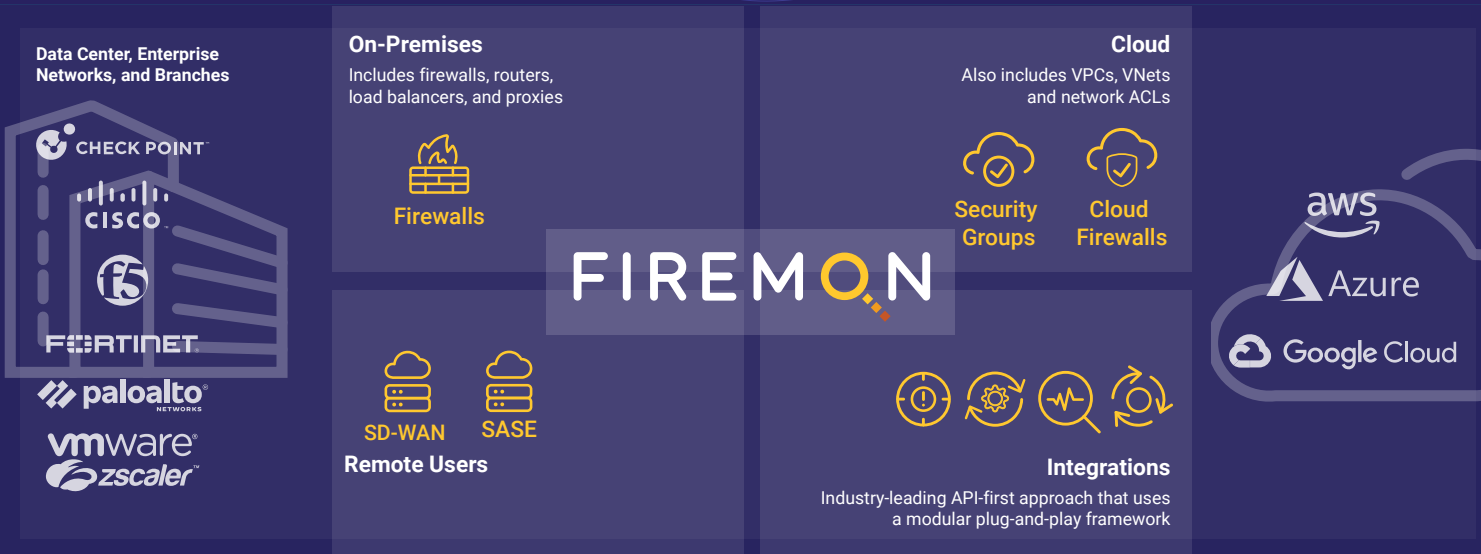 Data Center, Enterprise
Networks, and Branches
CHECK POINT™
CISCO™
f5
FORTINET®
paloalto®
NETWORKS
vmware®
zscaler™
On-Premises
Includes firewalls, routers,
load balancers, and proxies
Firewalls
Cloud
Also includes VPCs, VNets
and network ACLs
Security
Groups
Cloud
Firewalls
FIREMON
SD-WAN
SASE
Remote Users
Integrations
Industry-leading API-first approach that uses
a modular plug-and-play framework
aws
Azure
Google Cloud